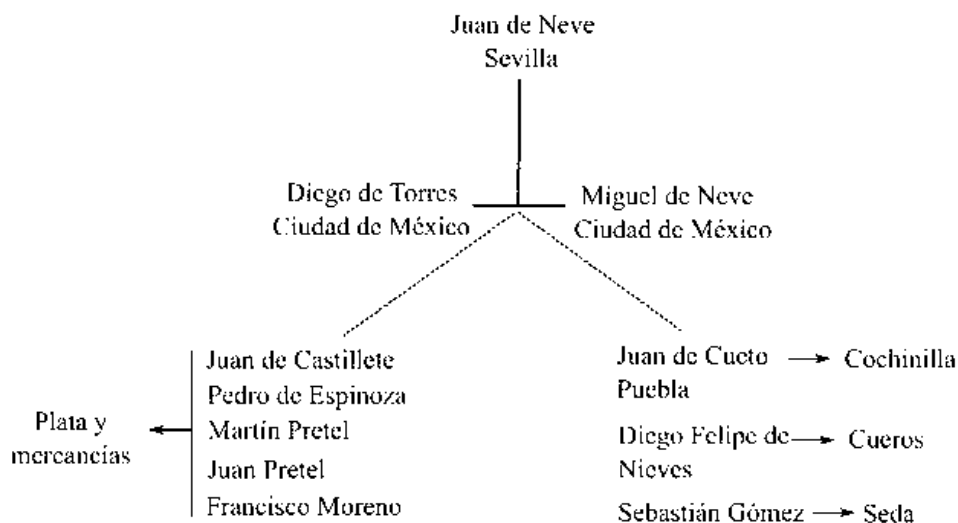 Juan de Neve
Sevilla
Diego de Torres
Ciudad de México
Miguel de Neve
Ciudad de México
Plata y
mercancías
Juan de Castillete
Pedro de Espinoza
Martín Pretel
Juan Pretel
Francisco Moreno
Juan de Cueto
Puebla
Cochinilla
Diego Felipe de
Nieves
Cueros
Sebastián Gómez
Seda